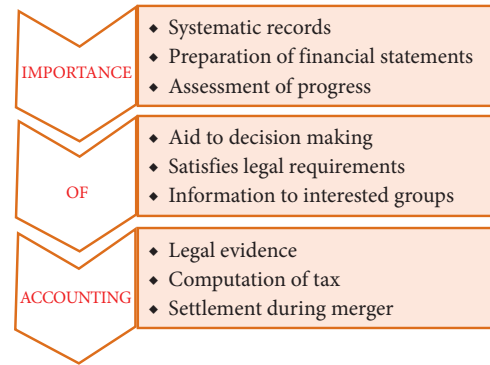 IMPORTANCE
◆ Systematic records
◆ Preparation of financial statements
◆ Assessment of progress
OF
◆ Aid to decision making
◆ Satisfies legal requirements
◆ Information to interested groups
ACCOUNTING
◆ Legal evidence
◆ Computation of tax
◆ Settlement during merger